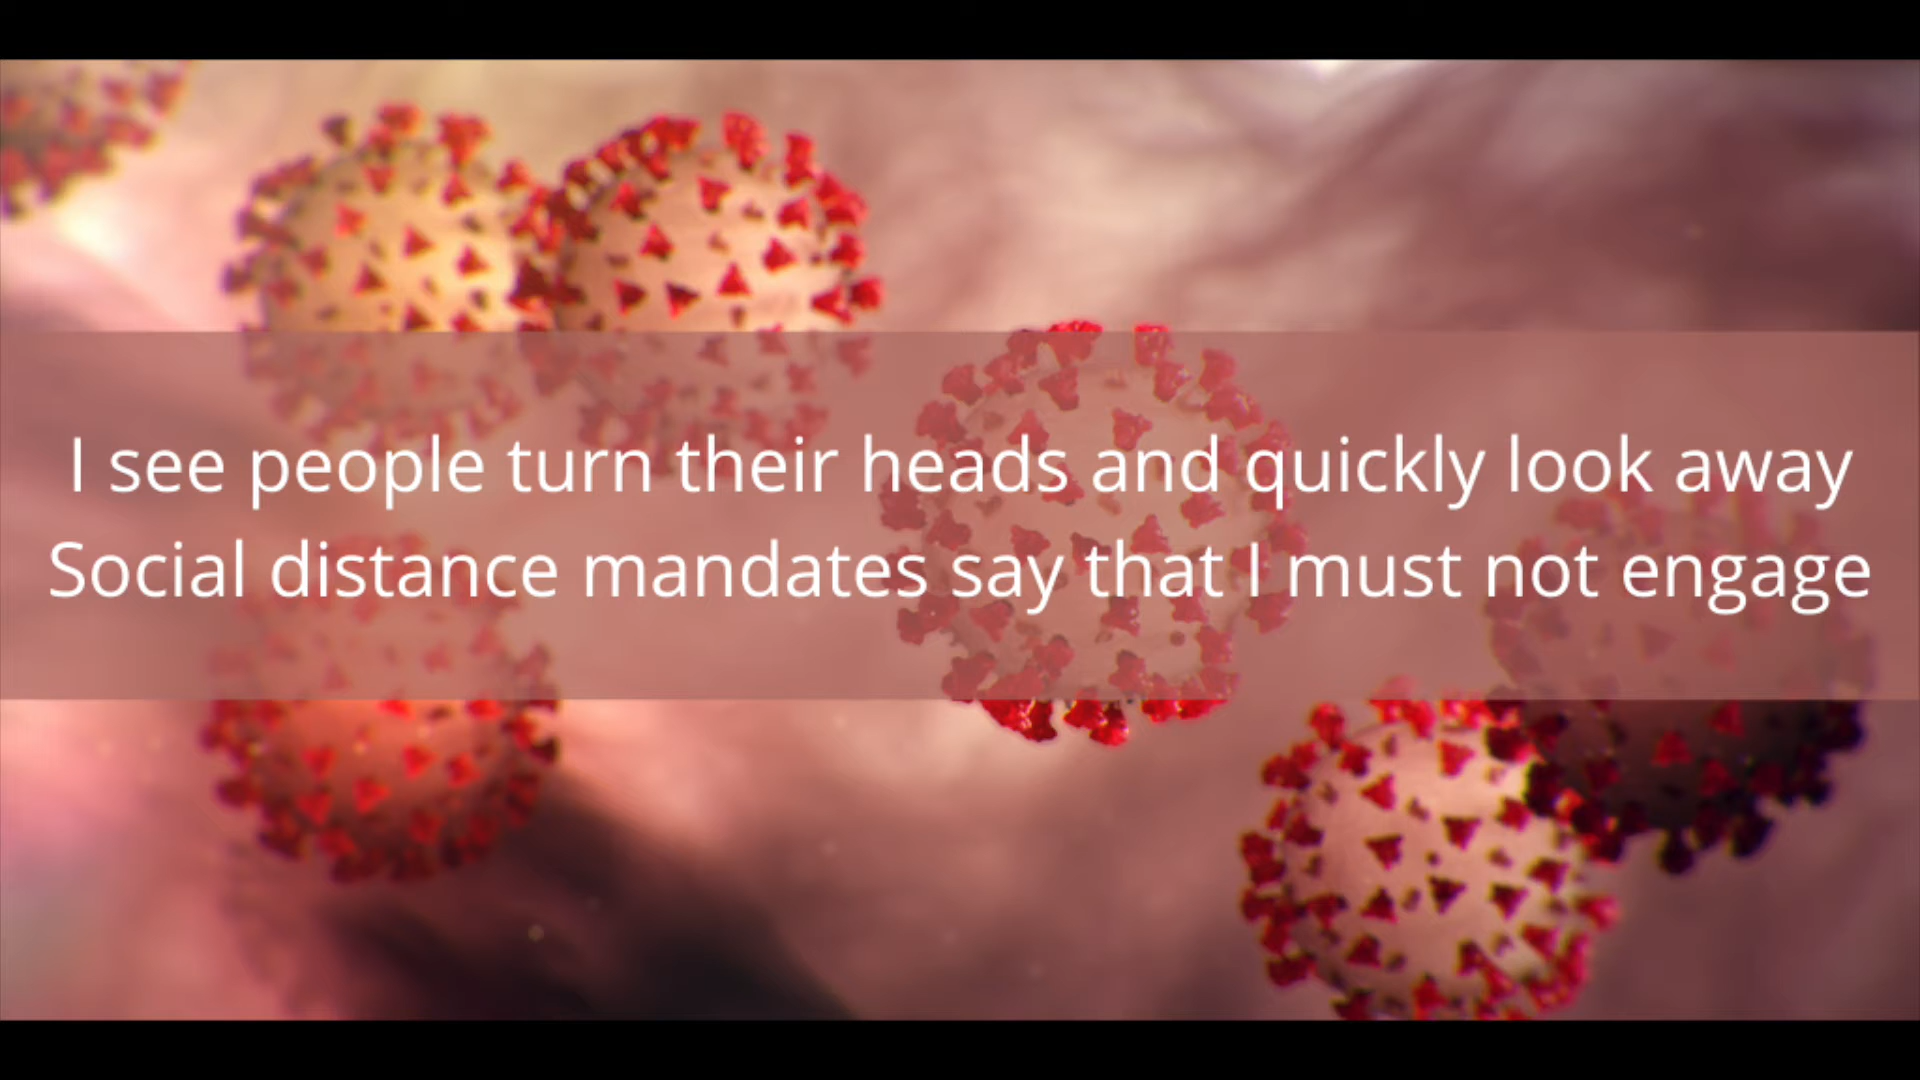 I see people turn their heads and quickly look away
Social distance mandates say that I must not engage